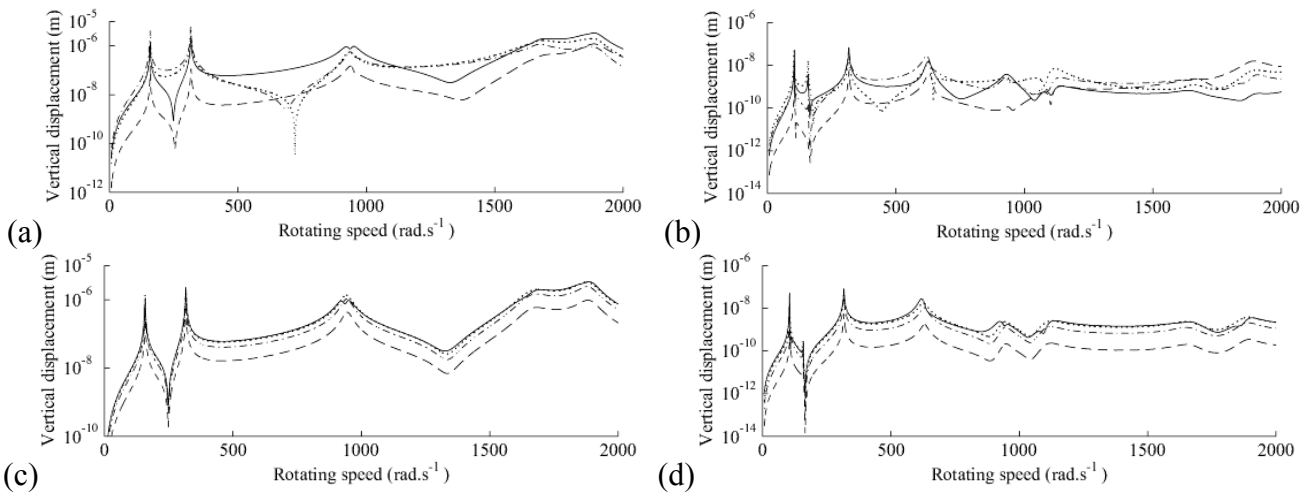 (a)
Vertical displacement (m)
10⁻⁵
10⁻⁶
10⁻⁸
10⁻¹⁰
10⁻¹²
0 500 1000 1500 2000
Rotating speed (rad.s⁻¹ )
(b)
Vertical displacement (m)
10⁻⁶
10⁻⁸
10⁻¹⁰
10⁻¹²
10⁻¹⁴
0 500 1000 1500 2000
Rotating speed (rad.s⁻¹ )
(c)
Vertical displacement (m)
10⁻⁵
10⁻⁶
10⁻⁸
10⁻¹⁰
0 500 1000 1500 2000
Rotating speed (rad.s⁻¹ )
(d)
Vertical displacement (m)
10⁻⁶
10⁻⁸
10⁻¹⁰
10⁻¹²
10⁻¹⁴
0 500 1000 1500 2000
Rotating speed (rad.s⁻¹ )